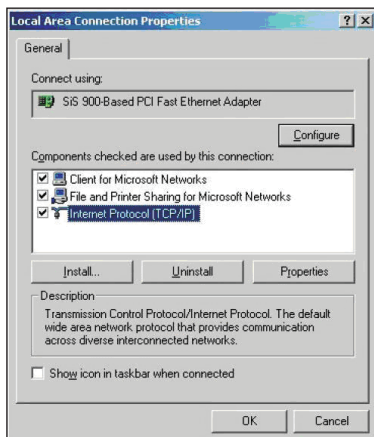 Local Area Connection Properties
General
Connect using:
SiS 900-Based PCI Fast Ethernet Adapter
Configure
Components checked are used by this connection:
Client for Microsoft Networks
File and Printer Sharing for Microsoft Networks
Internet Protocol (TCP/IP)
Install... Uninstall Properties
Description
Transmission Control Protocol/Internet Protocol. The default
wide area network protocol that provides communication
across diverse interconnected networks.
Show icon in taskbar when connected
OK Cancel